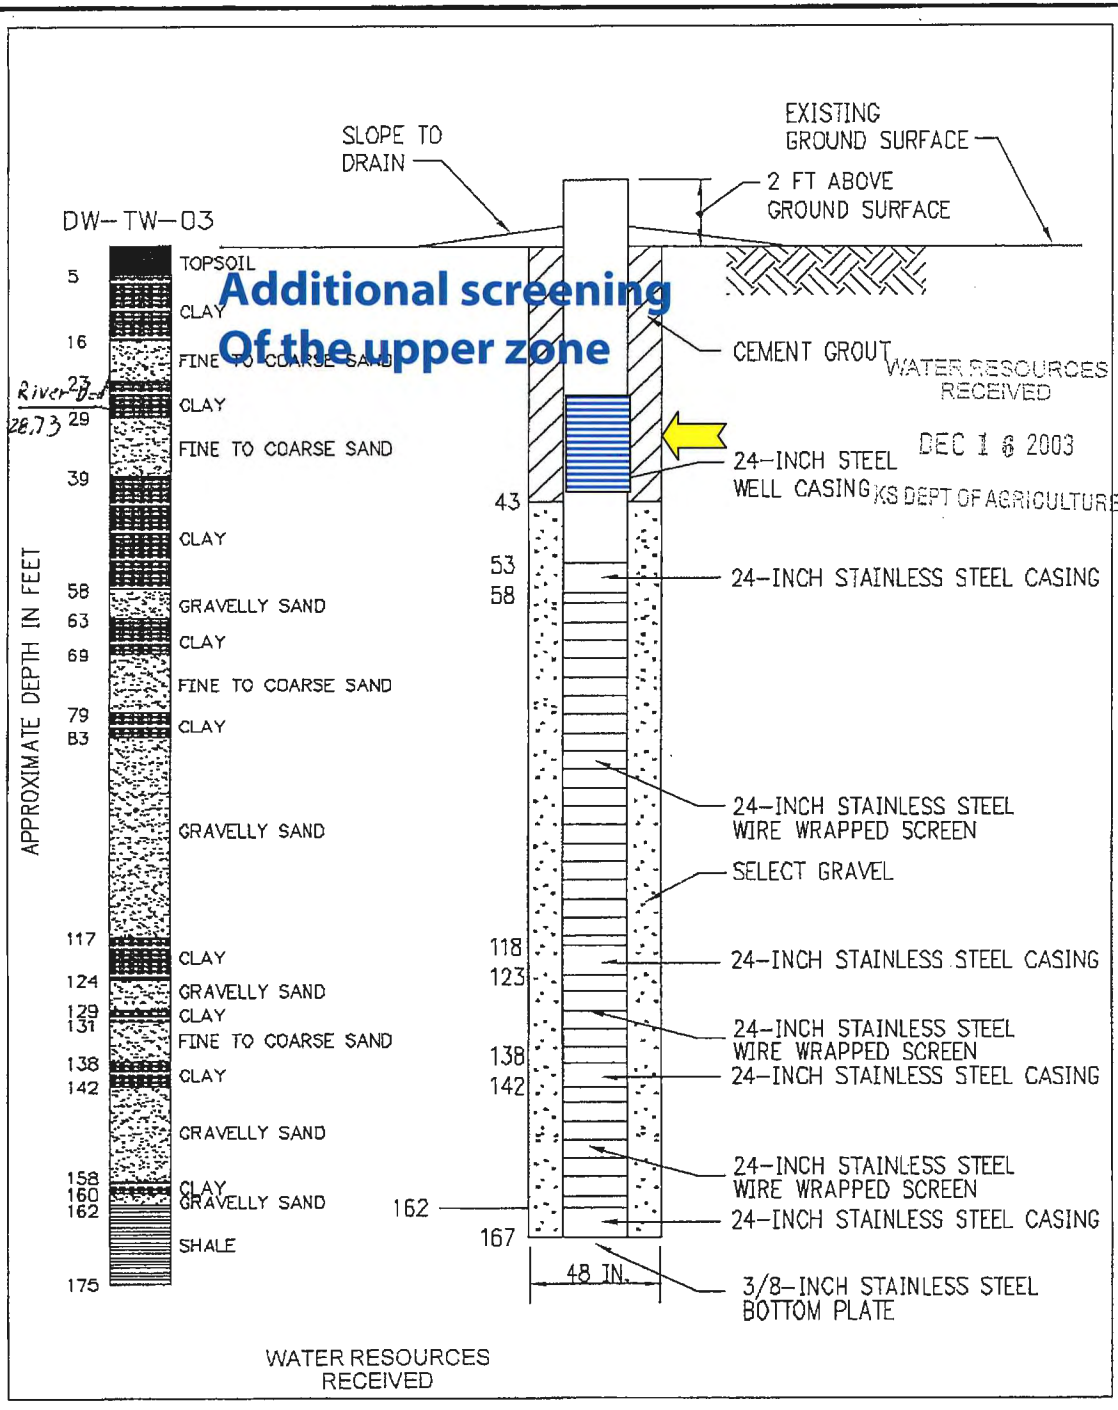 EXISTING
GROUND SURFACE
SLOPE TO
DRAIN
2 FT ABOVE
GROUND SURFACE
DW-TW-03
TOPSOIL
5
Additional screening
Of the upper zone
CLAY
16
FINE TO COARSE SAND
CEMENT GROUT
WATER RESOURCES
RECEIVED
23
River Bed
28.73
CLAY
29
FINE TO COARSE SAND
DEC 16 2003
24-INCH STEEL
WELL CASING
KS DEPT OF AGRICULTURE
39
43
CLAY
APPROXIMATE DEPTH IN FEET
53
24-INCH STAINLESS STEEL CASING
58
58
GRAVELLY SAND
63
CLAY
69
FINE TO COARSE SAND
79
CLAY
83
24-INCH STAINLESS STEEL
WIRE WRAPPED SCREEN
GRAVELLY SAND
SELECT GRAVEL
117
118
CLAY
24-INCH STAINLESS STEEL CASING
123
124
GRAVELLY SAND
129
CLAY
131
24-INCH STAINLESS STEEL
WIRE WRAPPED SCREEN
FINE TO COARSE SAND
138
138
CLAY
24-INCH STAINLESS STEEL CASING
142
142
GRAVELLY SAND
24-INCH STAINLESS STEEL
WIRE WRAPPED SCREEN
158
CLAY
160
GRAVELLY SAND
162
162
24-INCH STAINLESS STEEL CASING
167
SHALE
48 IN.
175
3/8-INCH STAINLESS STEEL
BOTTOM PLATE
WATER RESOURCES
RECEIVED